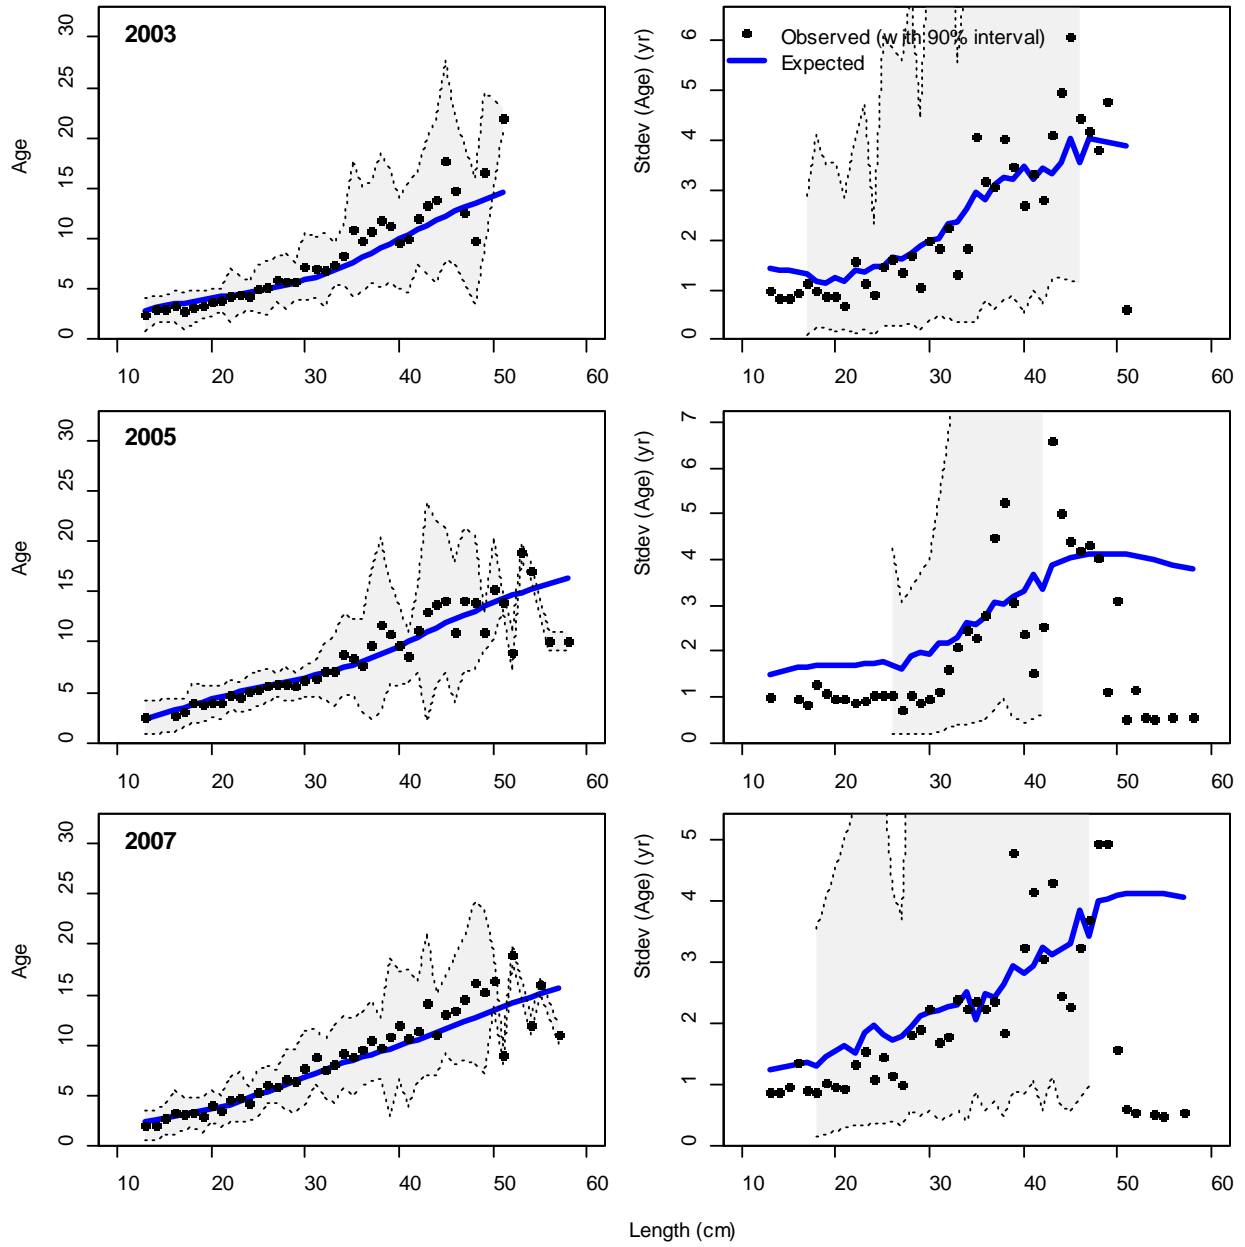 2003
Age
0 5 10 15 20 25 30
10 20 30 40 50 60
Stdev (Age) (yr)
0 1 2 3 4 5 6
Observed (with 90% interval)
Expected
10 20 30 40 50 60
2005
Age
0 5 10 15 20 25 30
10 20 30 40 50 60
Stdev (Age) (yr)
0 1 2 3 4 5 6 7
10 20 30 40 50 60
2007
Age
0 5 10 15 20 25 30
10 20 30 40 50 60
Stdev (Age) (yr)
0 1 2 3 4 5
10 20 30 40 50 60
Length (cm)